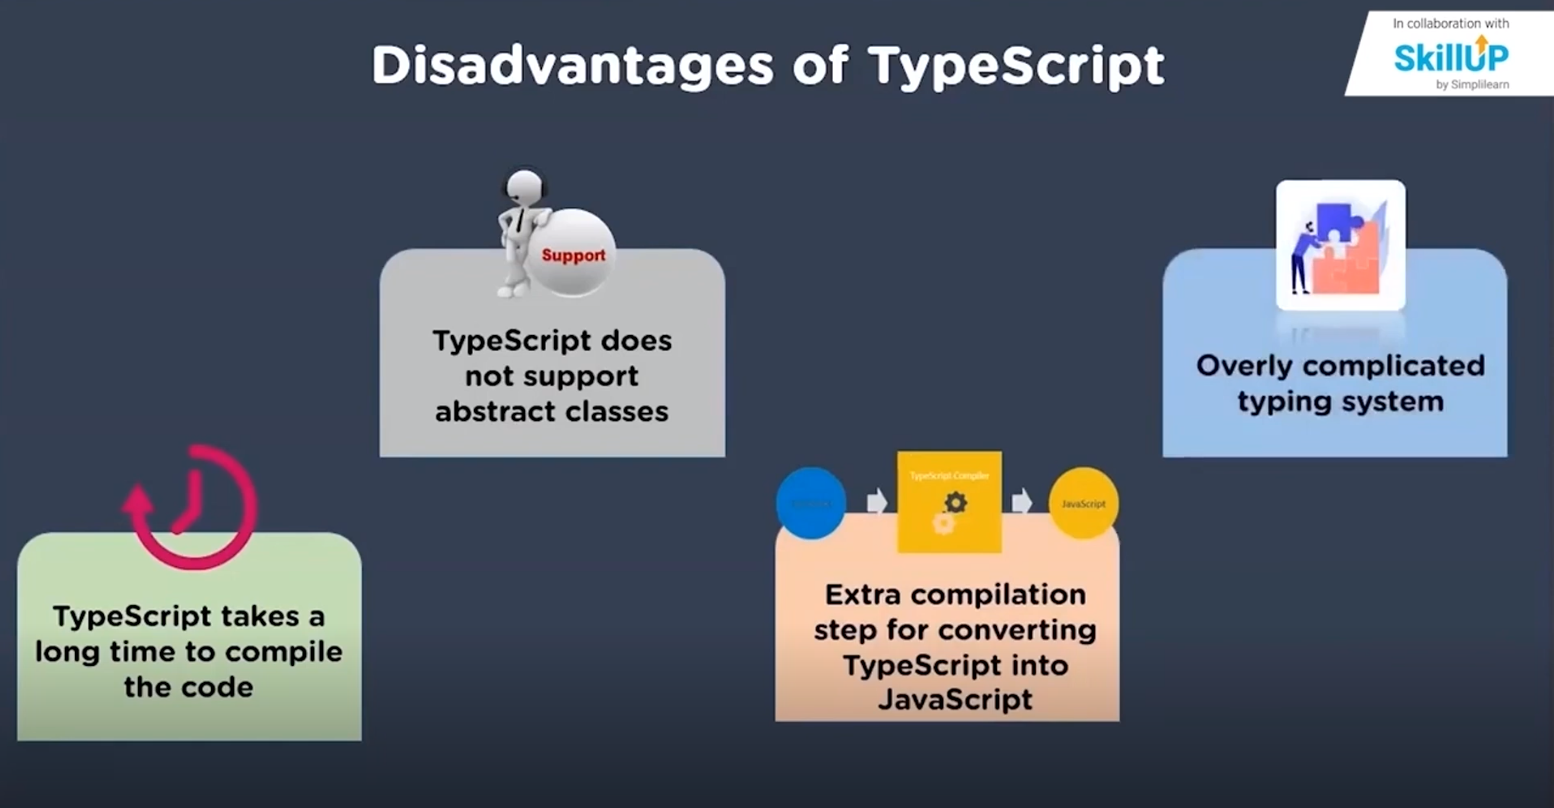 Disadvantages of TypeScript
In collaboration with
SkillUP
by Simplilearn
Support
TypeScript does
not support
abstract classes
Overly complicated
typing system
TypeScript takes a
long time to compile
the code
TypeScript Compiler
JavaScript
Extra compilation
step for converting
TypeScript into
JavaScript